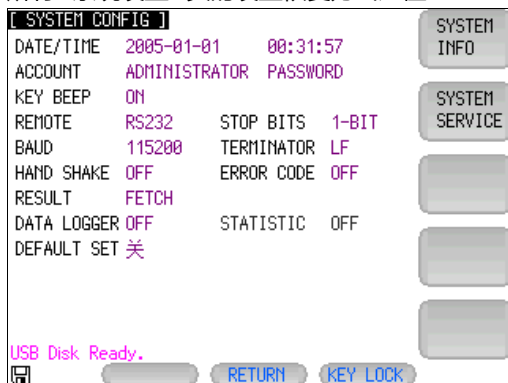 [ SYSTEM CONFIG ]
DATE/TIME 2005-01-01 00:31:57
ACCOUNT ADMINISTRATOR PASSWORD
KEY BEEP ON
REMOTE RS232 STOP BITS 1-BIT
BAUD 115200 TERMINATOR LF
HAND SHAKE OFF ERROR CODE OFF
RESULT FETCH
DATA LOGGER OFF STATISTIC OFF
DEFAULT SET 关
USB Disk Ready.
SYSTEM
INFO
SYSTEM
SERVICE
RETURN
KEY LOCK